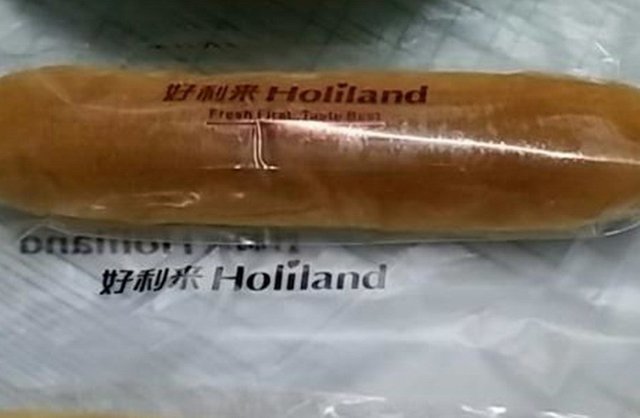 好利来 Holiland
Fresh First, Taste Best
好利来 Holiland